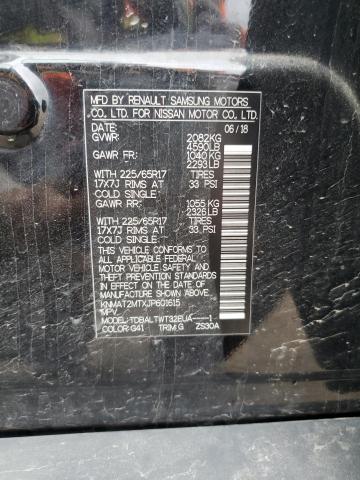 MFD BY RENAULT SAMSUNG MOTORS
CO., LTD. FOR NISSAN MOTOR CO., LTD.
DATE: 06/18
GVWR: 2082KG
4590LB
GAWR FR: 1040 KG
2293LB
WITH 225/65R17 TIRES
17X7J RIMS AT 33 PSI
COLD SINGLE
GAWR RR: 1055 KG
2326LB
WITH 225/65R17 TIRES
17X7J RIMS AT 33 PSI
COLD SINGLE
THIS VEHICLE CONFORMS TO
ALL APPLICABLE FEDERAL
MOTOR VEHICLE SAFETY
AND THEFT PREVENTION
STANDARDS IN EFFECT
ON THE DATE OF
MANUFACTURE SHOWN ABOVE.
KNMAT2MTXJP601615
MPV
MODEL:TDBALTWT32EUA----1
COLOR:G41 TRIM:G ZS30A